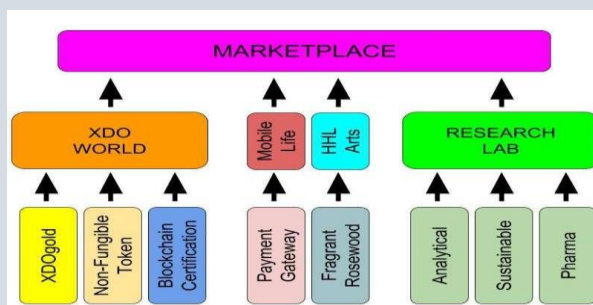 MARKETPLACE
XDO
WORLD
Mobile
Life
HHL
Arts
RESEARCH
LAB
XDOgold
Non-Fungible
Token
Blockchain
Certification
Payment
Gateway
Fragrant
Rosewood
Analytical
Sustainable
Pharma